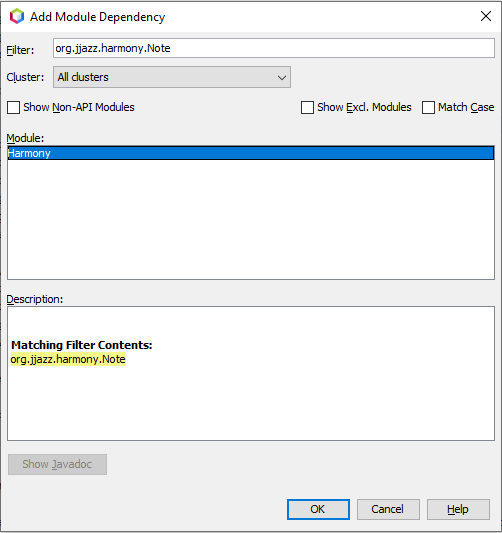 Add Module Dependency
Filter: org.jjazz.harmony.Note
Cluster: All clusters
Show Non-API Modules Show Excl. Modules Match Case
Module:
Harmony
Description:
Matching Filter Contents:
org.jjazz.harmony.Note
Show Javadoc
OK Cancel Help